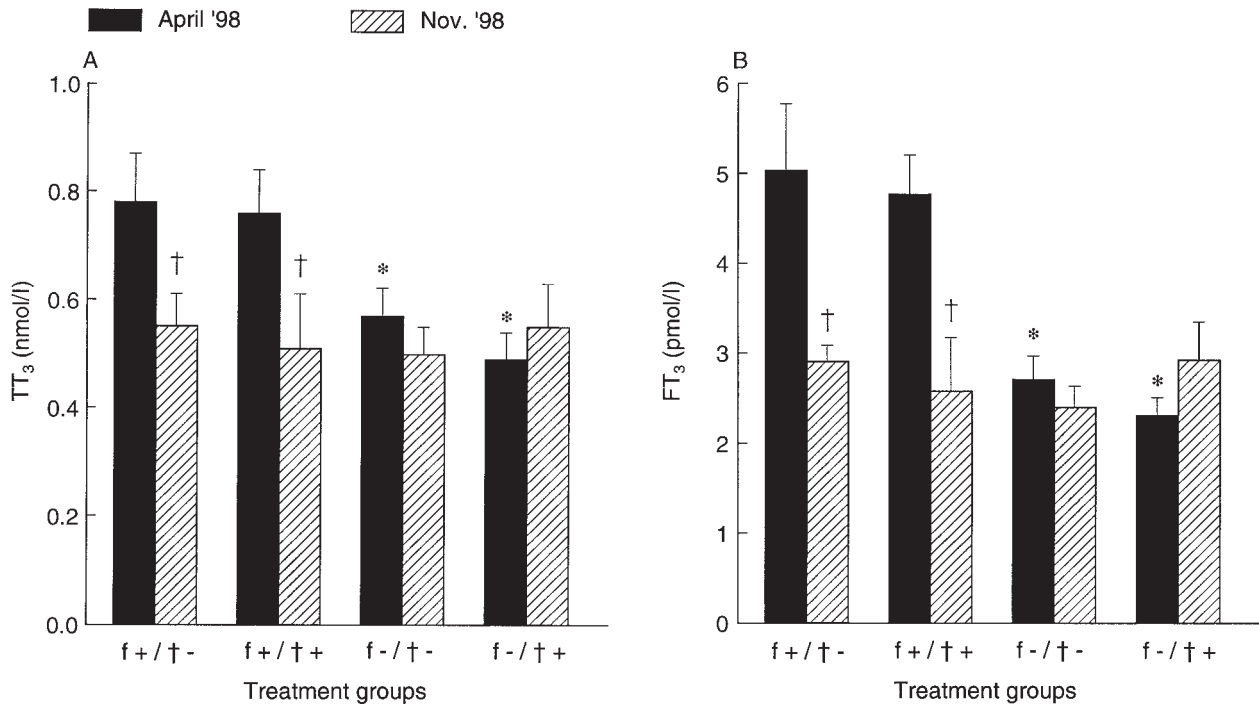 April '98 Nov. '98
A
1.0
0.8
0.6
0.4
0.2
0.0
TT3 (nmol/l)
† † * *
f + / † - f + / † + f - / † - f - / † +
Treatment groups
B
6
5
4
3
2
1
0
FT3 (pmol/l)
† † * *
f + / † - f + / † + f - / † - f - / † +
Treatment groups